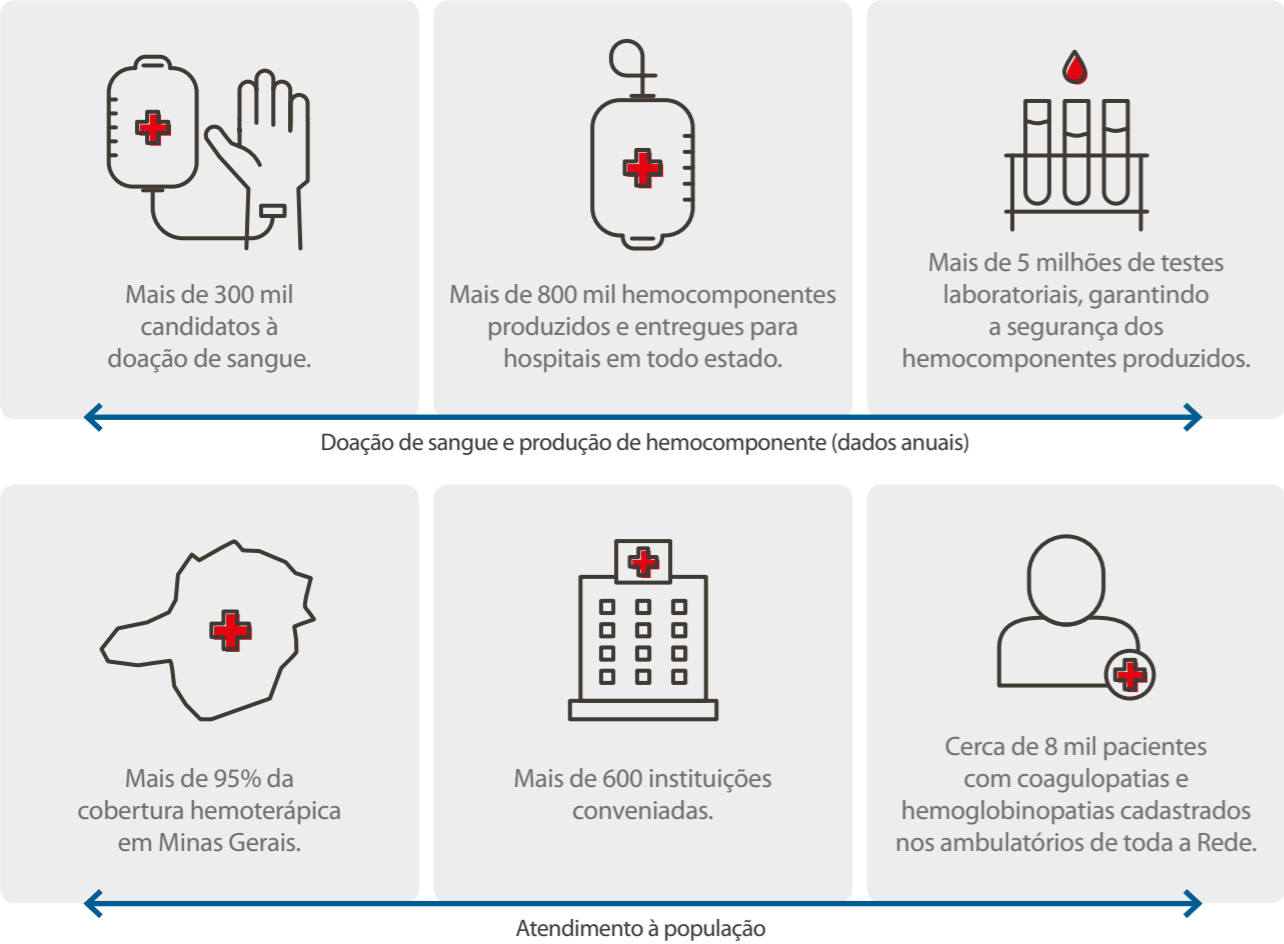 Mais de 300 mil
candidatos à
doação de sangue.
Mais de 800 mil hemocomponentes
produzidos e entregues para
hospitais em todo estado.
Mais de 5 milhões de testes
laboratoriais, garantindo
a segurança dos
hemocomponentes produzidos.
Doação de sangue e produção de hemocomponente (dados anuais)
Mais de 95% da
cobertura hemoterápica
em Minas Gerais.
Mais de 600 instituições
conveniadas.
Cerca de 8 mil pacientes
com coagulopatias e
hemoglobinopatias cadastrados
nos ambulatórios de toda a Rede.
Atendimento à população